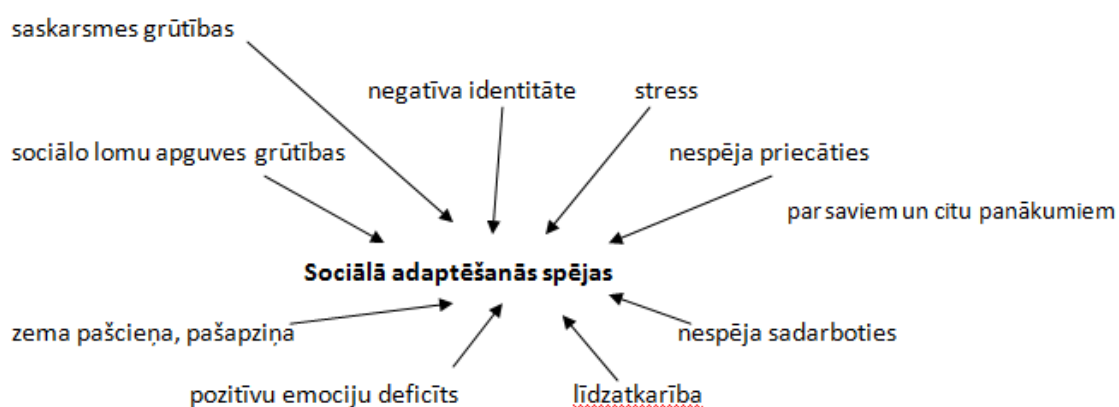 saskarsmes grūtības
negatīva identitāte
stress
sociālo lomu apguves grūtības
nespēja priecāties
par saviem un citu panākumiem
Sociālā adaptēšanās spējas
zema pašcieņa, pašapziņa
nespēja sadarboties
pozitīvu emociju deficīts
līdzatkarība